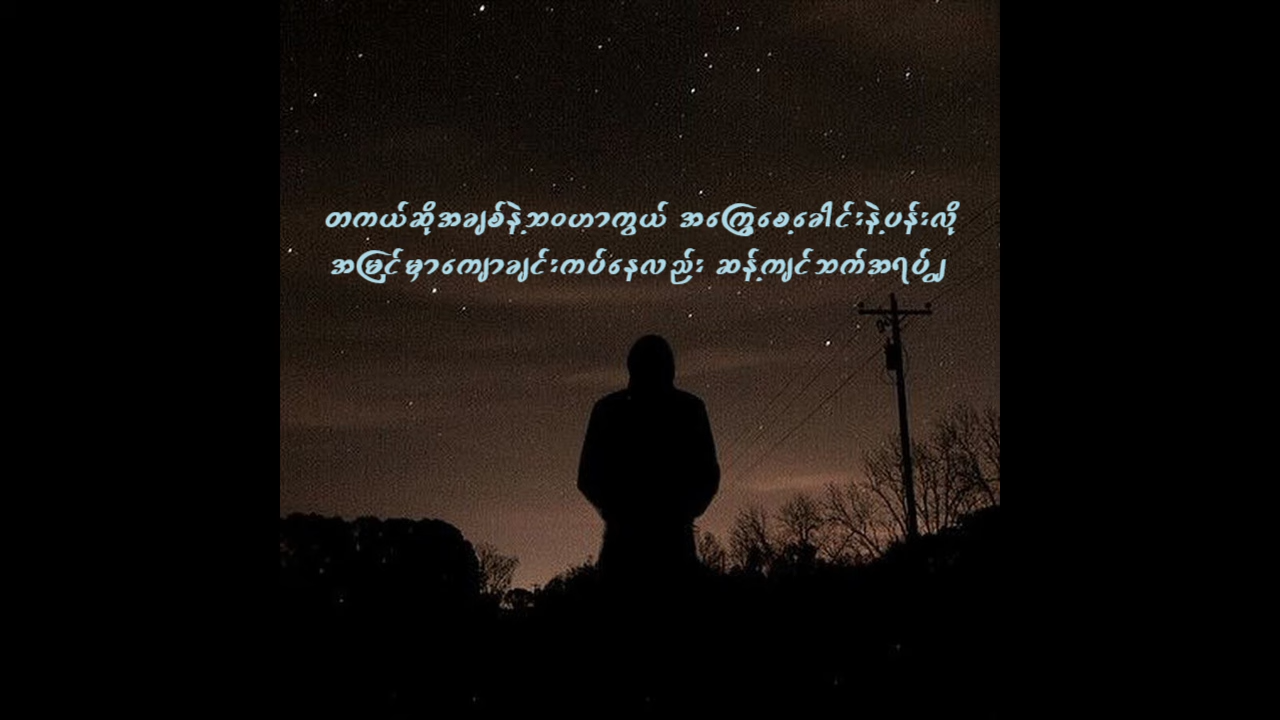 တကယ်ဆိုအချစ်နဲ့ဘဝဟာကွယ် အကြွေစေ့ခေါင်းနဲ့ပန်းလို
အမြင်မှာကျောချင်းကပ်နေလည်း ဆန့်ကျင်ဘက်အရပ်၌